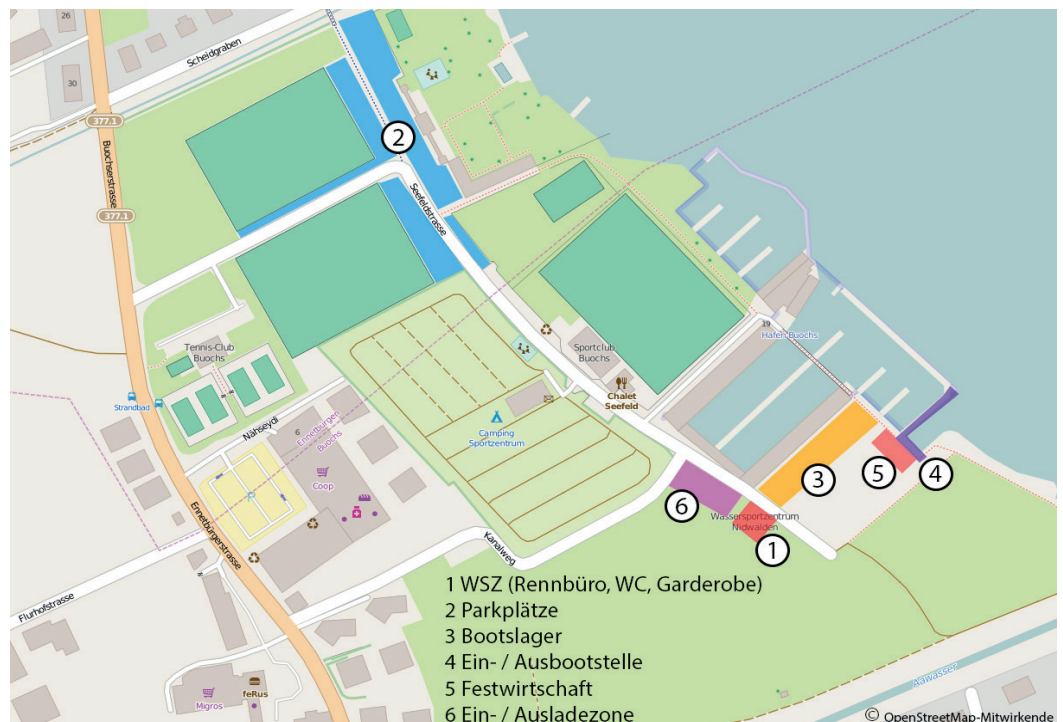 26
Scheidgraben
30
377.1
Buochserstrasse
377.1
2
Seefeldstrasse
19
Hafen Buochs
Tennis-Club
Buochs
Sportclub
Buochs
Chalet
Seefeld
Strandbad
Nähseydi
Ennetbürgen
Buochs
6
Coop
P
Camping
Sportzentrum
3
5
4
6
Wassersportzentrum
Nidwalden
1
Ennetbürgerstrasse
Kanalweg
Flurhofstrasse
feRus
Migros
Aawasser
1 WSZ (Rennbüro, WC, Garderobe)
2 Parkplätze
3 Bootslager
4 Ein- / Ausbootstelle
5 Festwirtschaft
6 Ein- / Ausladezone
© OpenStreetMap-Mitwirkende